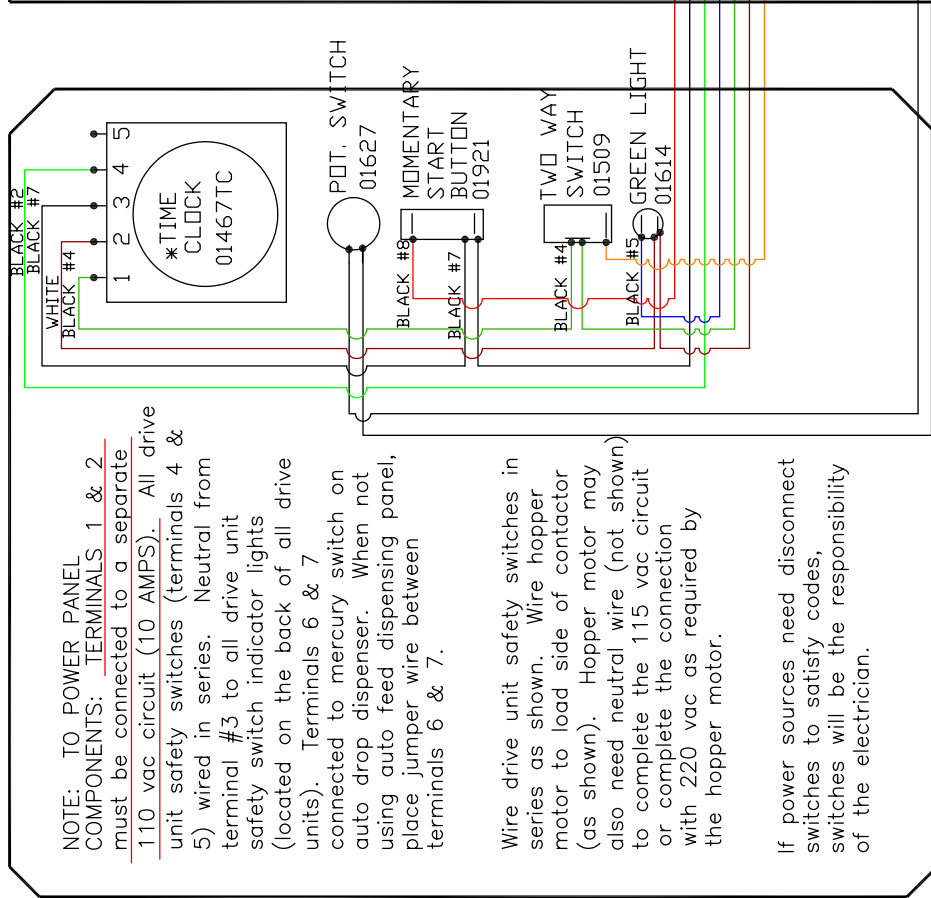 NOTE: TO POWER PANEL
COMPONENTS: TERMINALS 1 & 2
must be connected to a separate
110 vac circuit (10 AMPS). All drive
unit safety switches (terminals 4 &
5) wired in series. Neutral from
terminal #3 to all drive unit
safety switch indicator lights
(located on the back of all drive
units). Terminals 6 & 7
connected to mercury switch on
auto drop dispenser. When not
using auto feed dispensing panel,
place jumper wire between
terminals 6 & 7.
Wire drive unit safety switches in
series as shown. Wire hopper
motor to load side of contactor
(as shown). Hopper motor may
also need neutral wire (not shown)
to complete the 115 vac circuit
or complete the connection
with 220 vac as required by
the hopper motor.
If power sources need disconnect
switches to satisfy codes,
switches will be the responsibility
of the electrician.
BLACK #2
BLACK #7
WHITE
BLACK #4
1 2 3 4 5
*TIME
CLOCK
01467TC
POT. SWITCH
01627
BLACK #8
MOMENTARY
START
BUTTON
01921
BLACK #7
TWO WAY
SWITCH
01509
BLACK #4
GREEN LIGHT
01614
BLACK #5